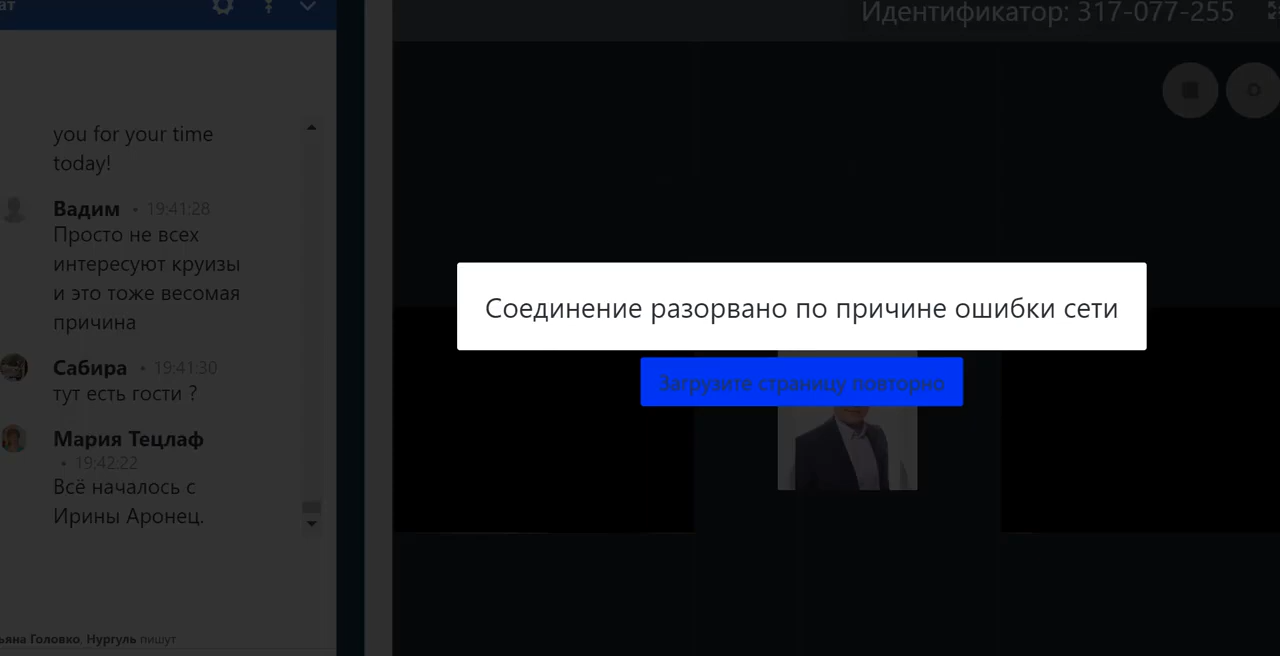 ат
Идентификатор: 317-077-255
you for your time
today!
Вадим • 19:41:28
Просто не всех
интересуют круизы
и это тоже весомая
причина
Сабира • 19:41:30
тут есть гости ?
Мария Тецлаф
• 19:42:22
Всё началось с
Ирины Аронец.
ьяна Головко, Нургуль пишут
Соединение разорвано по причине ошибки сети
Загрузите страницу повторно